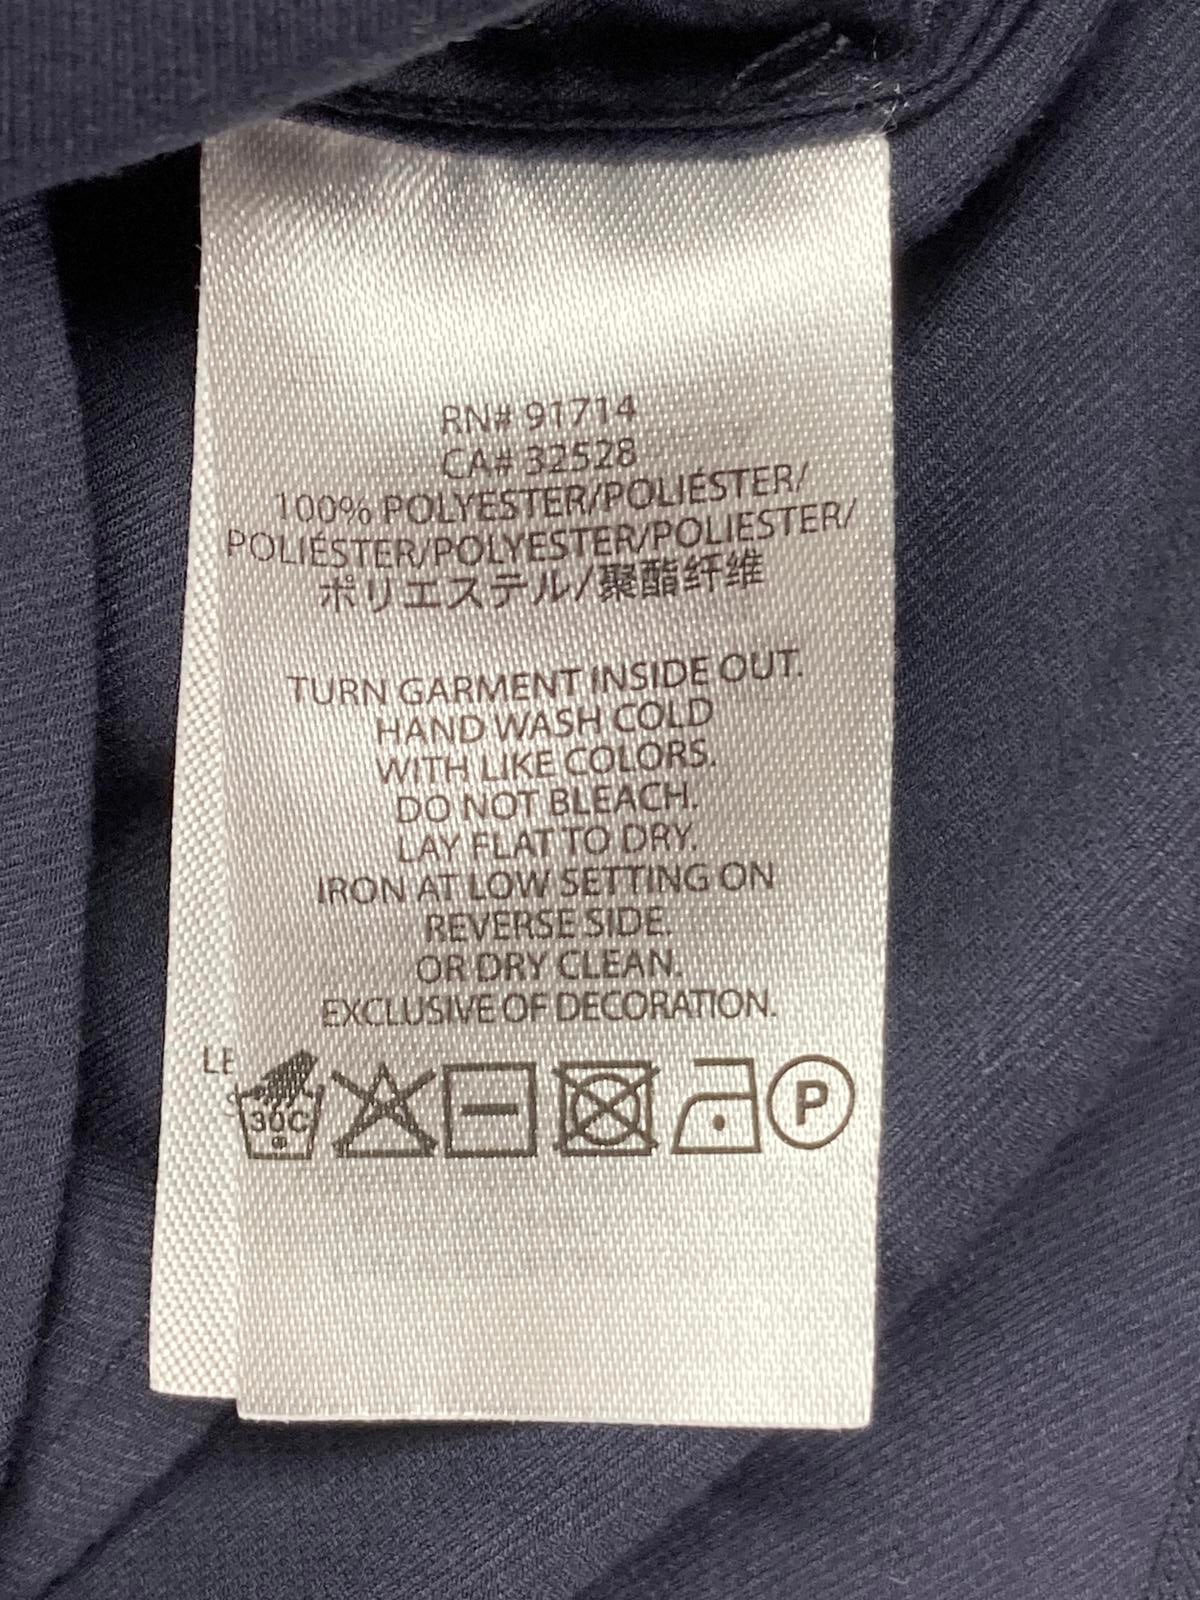 RN# 91714
CA# 32528
100% POLYESTER/POLIÉSTER/
POLIÉSTER/POLYESTER/POLIESTER/
ポリエステル/聚酯纤维
TURN GARMENT INSIDE OUT.
HAND WASH COLD
WITH LIKE COLORS.
DO NOT BLEACH.
LAY FLAT TO DRY.
IRON AT LOW SETTING ON
REVERSE SIDE.
OR DRY CLEAN.
EXCLUSIVE OF DECORATION.
LE
30C
P